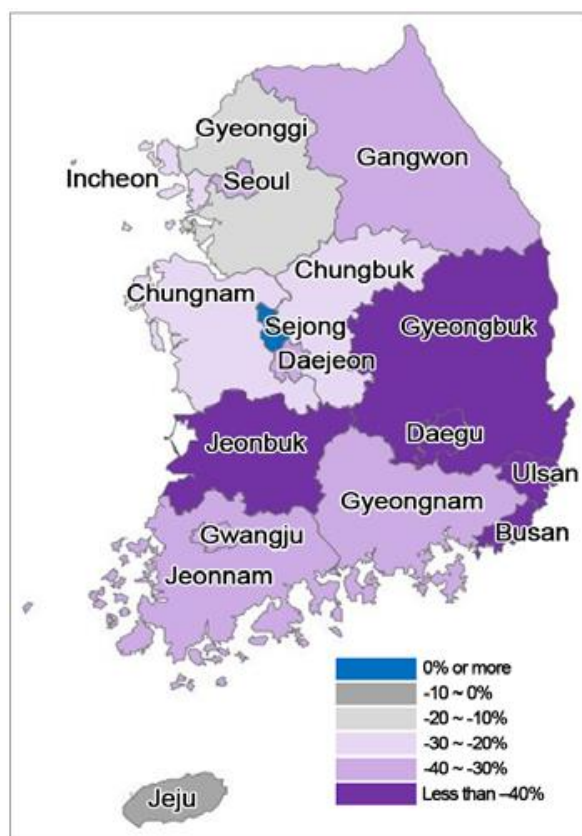 Gyeonggi
Gangwon
Incheon
Seoul
Chungbuk
Chungnam
Sejong
Gyeongbuk
Daejeon
Daegu
Jeonbuk
Ulsan
Gyeongnam
Busan
Gwangju
Jeonnam
0% or more
-10 ~ 0%
-20 ~ -10%
-30 ~ -20%
-40 ~ -30%
Less than –40%
Jeju